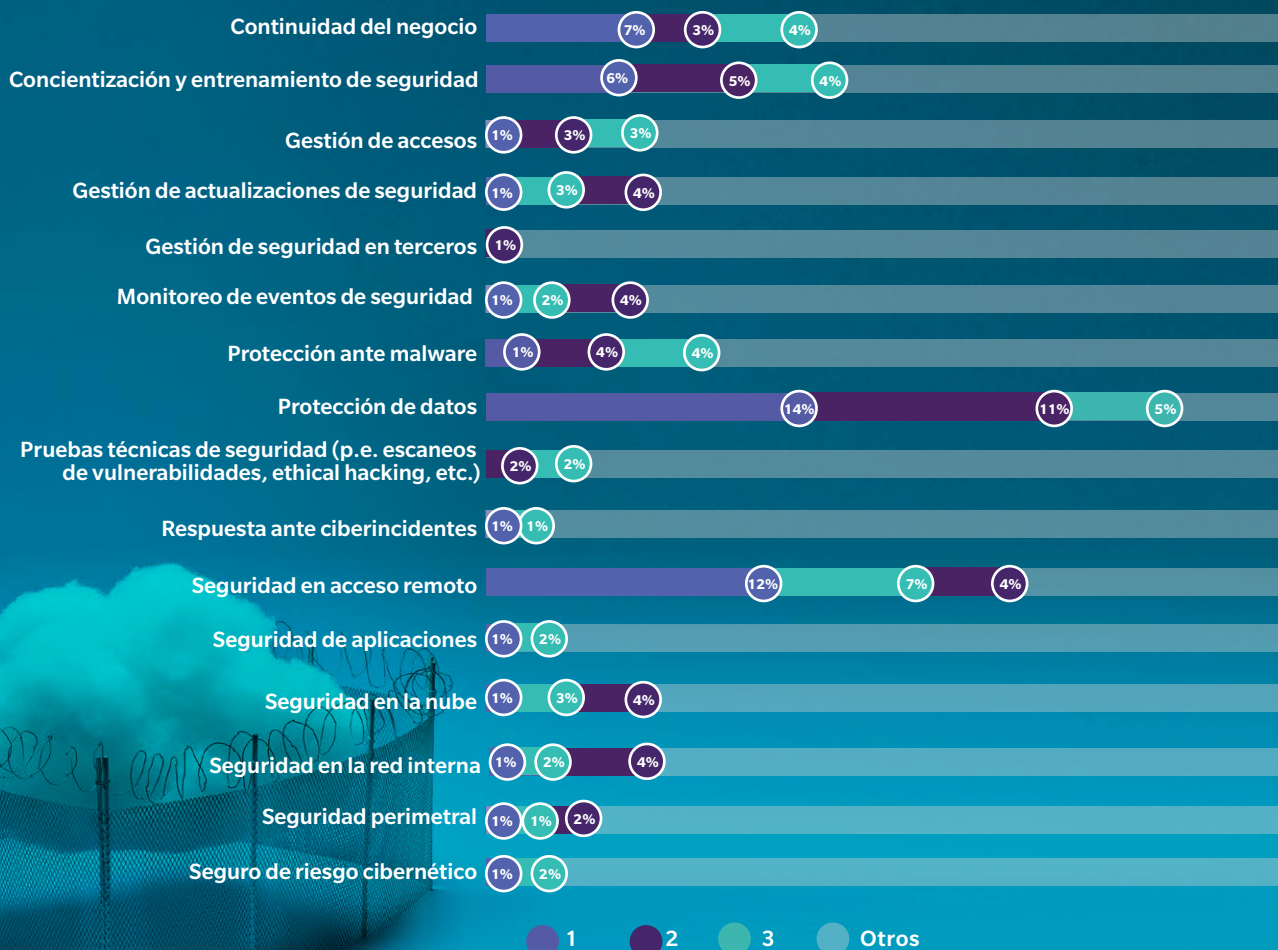 Continuidad del negocio 7% 3% 4%
Concientización y entrenamiento de seguridad 6% 5% 4%
Gestión de accesos 1% 3% 3%
Gestión de actualizaciones de seguridad 1% 3% 4%
Gestión de seguridad en terceros 1%
Monitoreo de eventos de seguridad 1% 2% 4%
Protección ante malware 1% 4% 4%
Protección de datos 14% 11% 5%
Pruebas técnicas de seguridad (p.e. escaneos
de vulnerabilidades, ethical hacking, etc.) 2% 2%
Respuesta ante ciberincidentes 1% 1%
Seguridad en acceso remoto 12% 7% 4%
Seguridad de aplicaciones 1% 2%
Seguridad en la nube 1% 3% 4%
Seguridad en la red interna 1% 2% 4%
Seguridad perimetral 1% 1% 2%
Seguro de riesgo cibernético 1% 2%
1 2 3 Otros